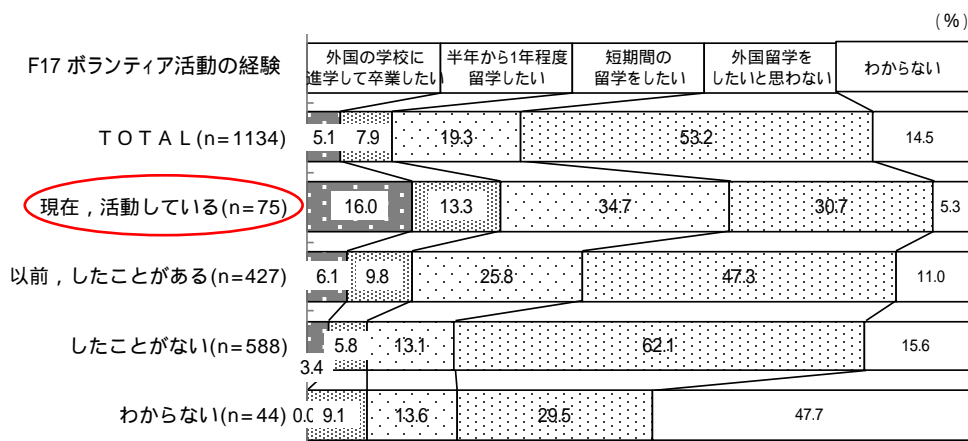 (%)
F17 ボランティア活動の経験
外国の学校に
進学して卒業したい
半年から1年程度
留学したい
短期間の
留学をしたい
外国留学を
したいと思わない
わからない
TOTAL(n=1134) 5.1 7.9 19.3 53.2 14.5
現在，活動している(n=75) 16.0 13.3 34.7 30.7 5.3
以前，したことがある(n=427) 6.1 9.8 25.8 47.3 11.0
したことがない(n=588) 3.4 5.8 13.1 62.1 15.6
わからない(n=44) 0.0 9.1 13.6 29.5 47.7